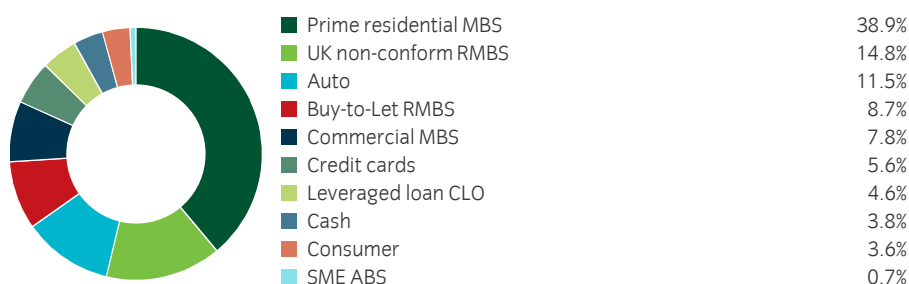 Prime residential MBS 38.9%
UK non-conform RMBS 14.8%
Auto 11.5%
Buy-to-Let RMBS 8.7%
Commercial MBS 7.8%
Credit cards 5.6%
Leveraged loan CLO 4.6%
Cash 3.8%
Consumer 3.6%
SME ABS 0.7%